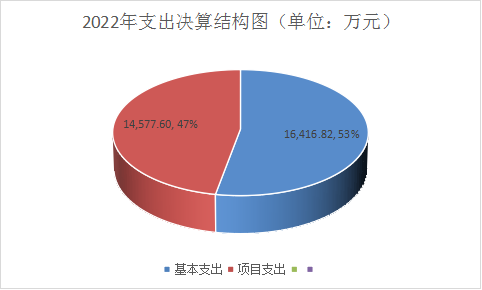 2022年支出决算结构图（单位：万元）
14,577.60, 47%
16,416.82, 53%
基本支出 项目支出